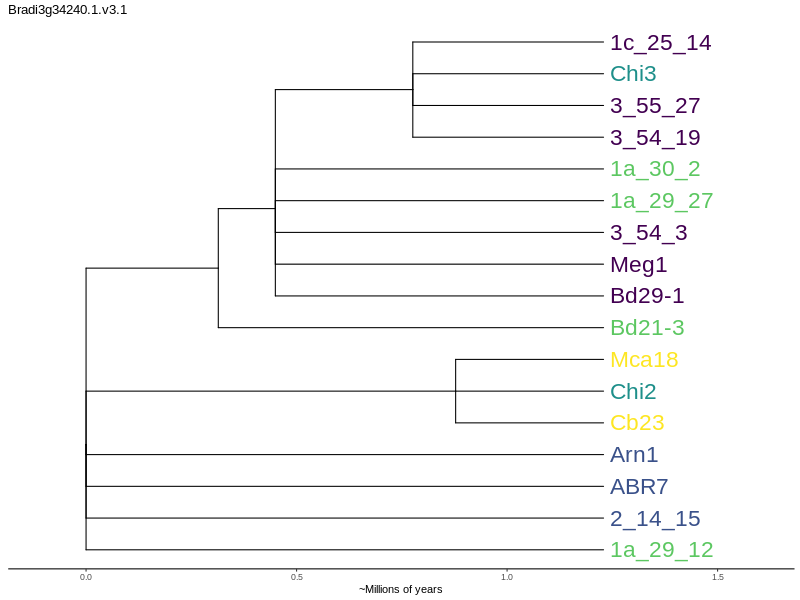 Bradi3g34240.1.v3.1
1c_25_14
Chi3
3_55_27
3_54_19
1a_30_2
1a_29_27
3_54_3
Meg1
Bd29-1
Bd21-3
Mca18
Chi2
Cb23
Arn1
ABR7
2_14_15
1a_29_12
0.0 0.5 1.0 1.5
~Millions of years